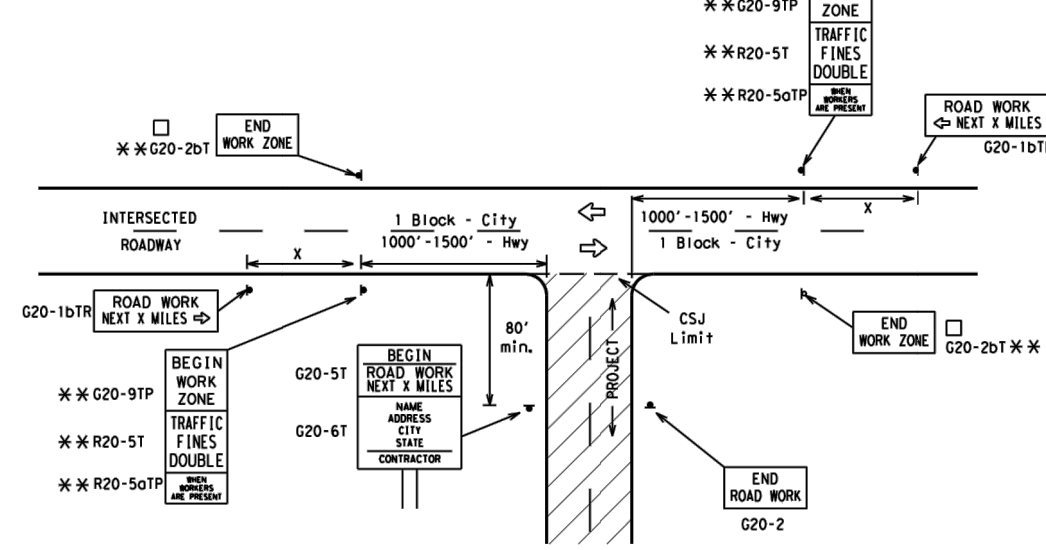 **G20-9TP
ZONE
TRAFFIC
FINES
DOUBLE
**R20-5T
WHEN
WORKERS
ARE PRESENT
**R20-5aTP
ROAD WORK
⇦ NEXT X MILES
G20-1bTL
END
WORK ZONE
□
**G20-2bT
INTERSECTED
ROADWAY
1 Block - City
1000'-1500' - Hwy
1000'-1500' - Hwy
1 Block - City
X
X
G20-1bTR
ROAD WORK
NEXT X MILES ⇨
80'
min.
CSJ
Limit
END
WORK ZONE
□
G20-2bT**
BEGIN
WORK
ZONE
**G20-9TP
TRAFFIC
FINES
DOUBLE
**R20-5T
WHEN
WORKERS
ARE PRESENT
**R20-5aTP
G20-5T
BEGIN
ROAD WORK
NEXT X MILES
G20-6T
NAME
ADDRESS
CITY
STATE
CONTRACTOR
PROJECT
END
ROAD WORK
G20-2